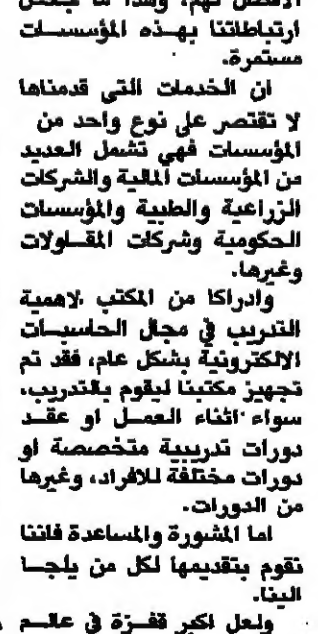 الافضل لهم، وهذا ما يجعل
ارتباطاتنا بهذه المؤسسات
مستمرة.
ان الخدمات التي قدمناها
لا تقتصر على نوع واحد من
المؤسسات فهي تشمل العديد
من المؤسسات المالية والشركات
الزراعية والطبية والمؤسسات
الحكومية وشركات المقاولات
وغيرها.
وادراكا من المكتب لاهمية
التدريب في مجال الحاسبات
الالكترونية بشكل عام، فقد تم
تجهيز مكتبنا ليقوم بالتدريب،
سواء اثناء العمل او عقد
دورات تدريبية متخصصة او
دورات مختلفة للافراد، وغيرها
من الدورات.
اما المشورة والمساعدة فاننا
نقوم بتقديمها لكل من يلجا
الينا.
ولعل اكبر قفزة في عالم